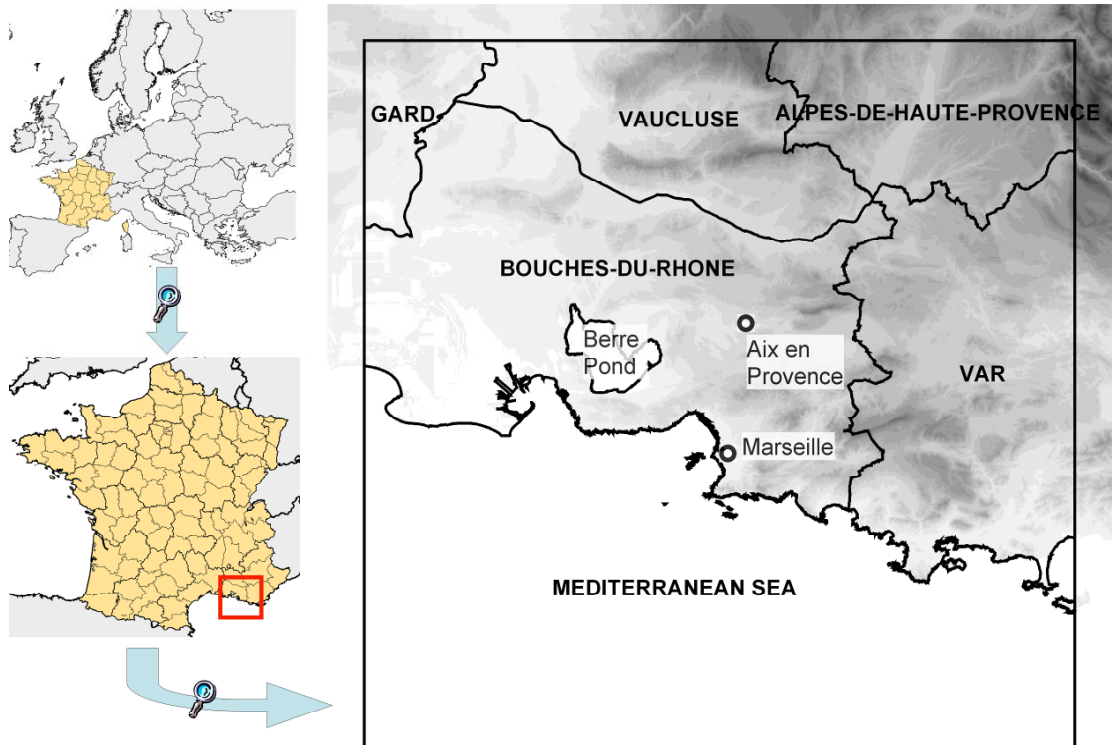 GARD
VAUCLUSE
ALPES-DE-HAUTE-PROVENCE
BOUCHES-DU-RHONE
Berre
Pond
Aix en
Provence
VAR
Marseille
MEDITERRANEAN SEA